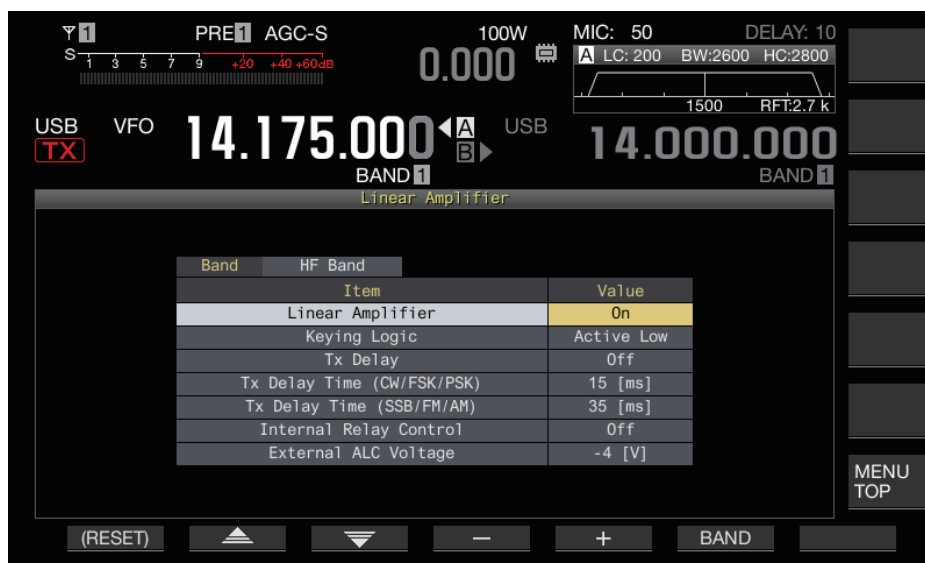 1 PRE1 AGC-S 100W MIC: 50 DELAY: 10
S 1 3 5 7 9 +20 +40 +60dB
0.000
A LC: 200 BW:2600 HC:2800
1500 RFT:2.7 k
USB VFO 14.175.000 A USB 14.000.000
TX B
BAND 1 BAND 1
Linear Amplifier
Band HF Band
Item Value
Linear Amplifier On
Keying Logic Active Low
Tx Delay Off
Tx Delay Time (CW/FSK/PSK) 15 [ms]
Tx Delay Time (SSB/FM/AM) 35 [ms]
Internal Relay Control Off
External ALC Voltage -4 [V]
MENU
TOP
(RESET) − + BAND